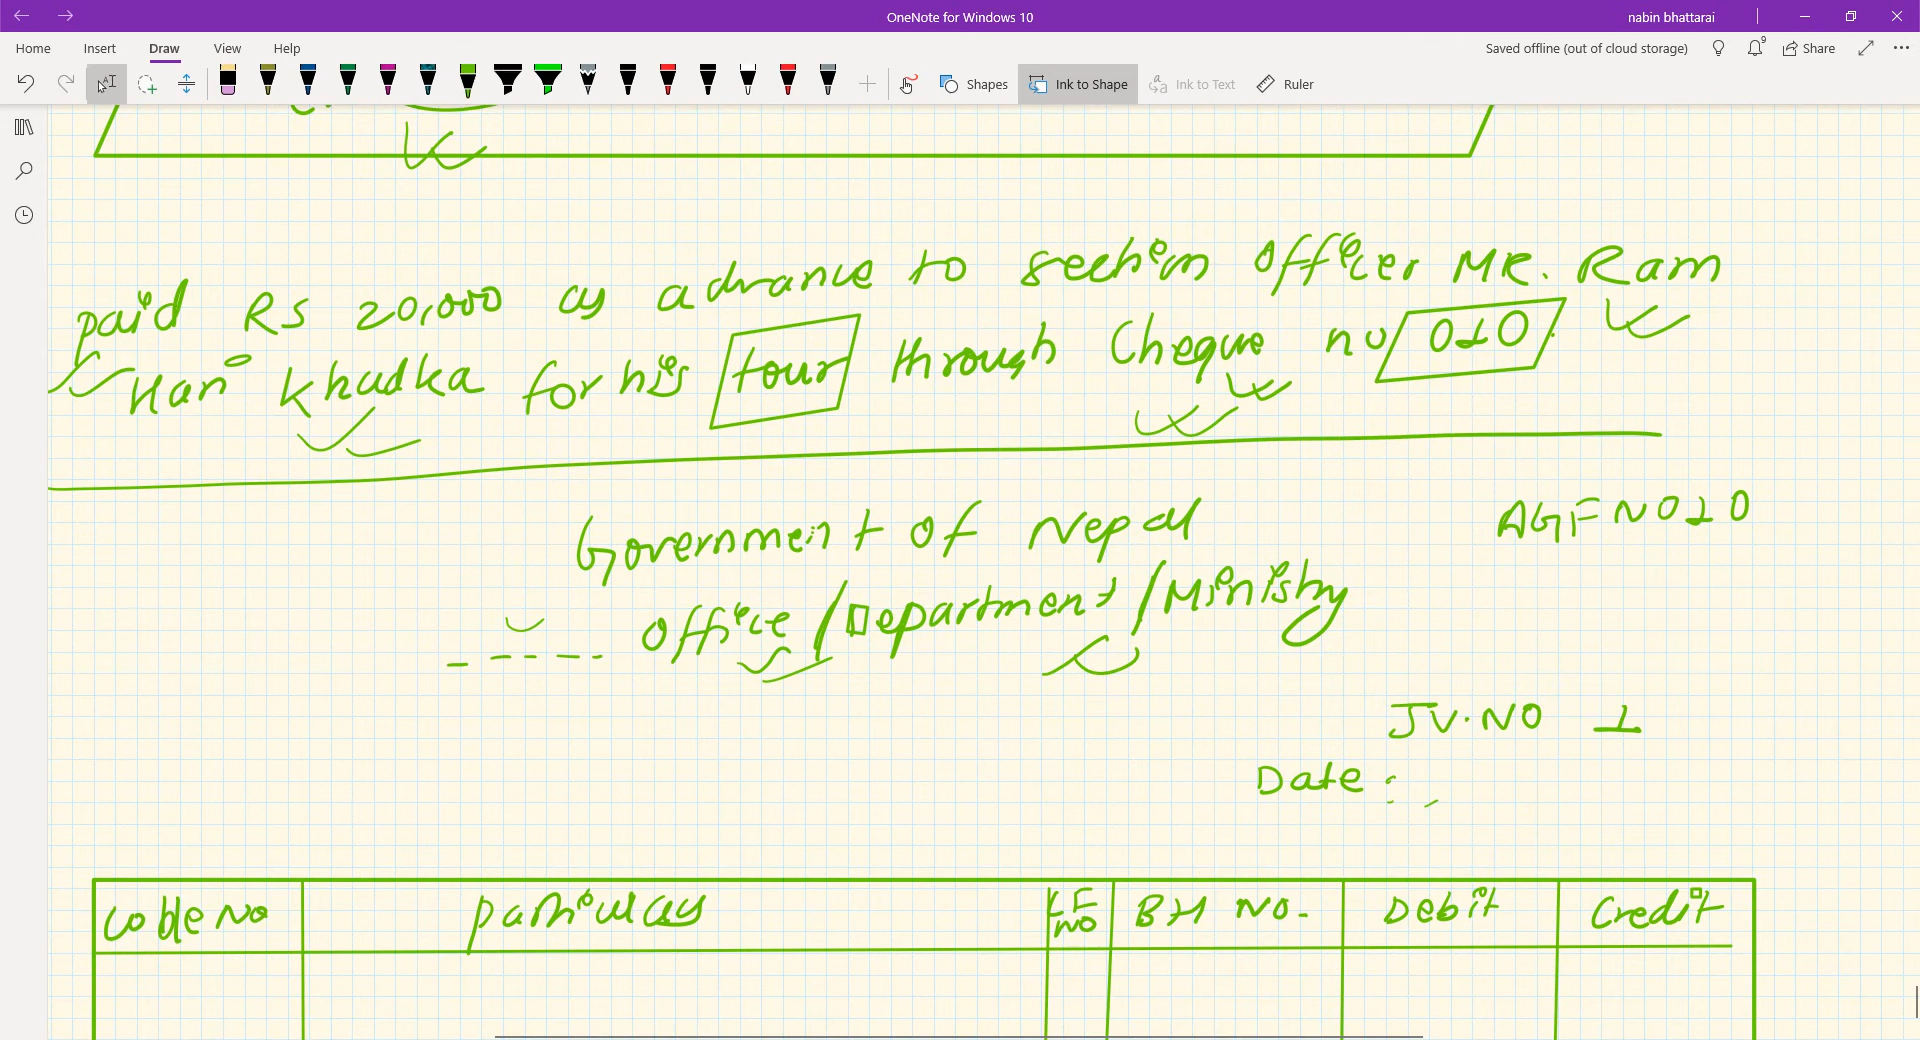 OneNote for Windows 10
nabin bhattarai
Home Insert Draw View Help
Saved offline (out of cloud storage)
9
Share
Shapes Ink to Shape Ink to Text Ruler
paid Rs 20,000 as advance to section officer MR. Ram
Hari Khadka for his tour through Cheque no 010
Government of Nepal
AGF NO 10
------ office/Department/Ministry
JV.NO 1
Date :
Code No particulars LF NO BH NO. Debit Credit